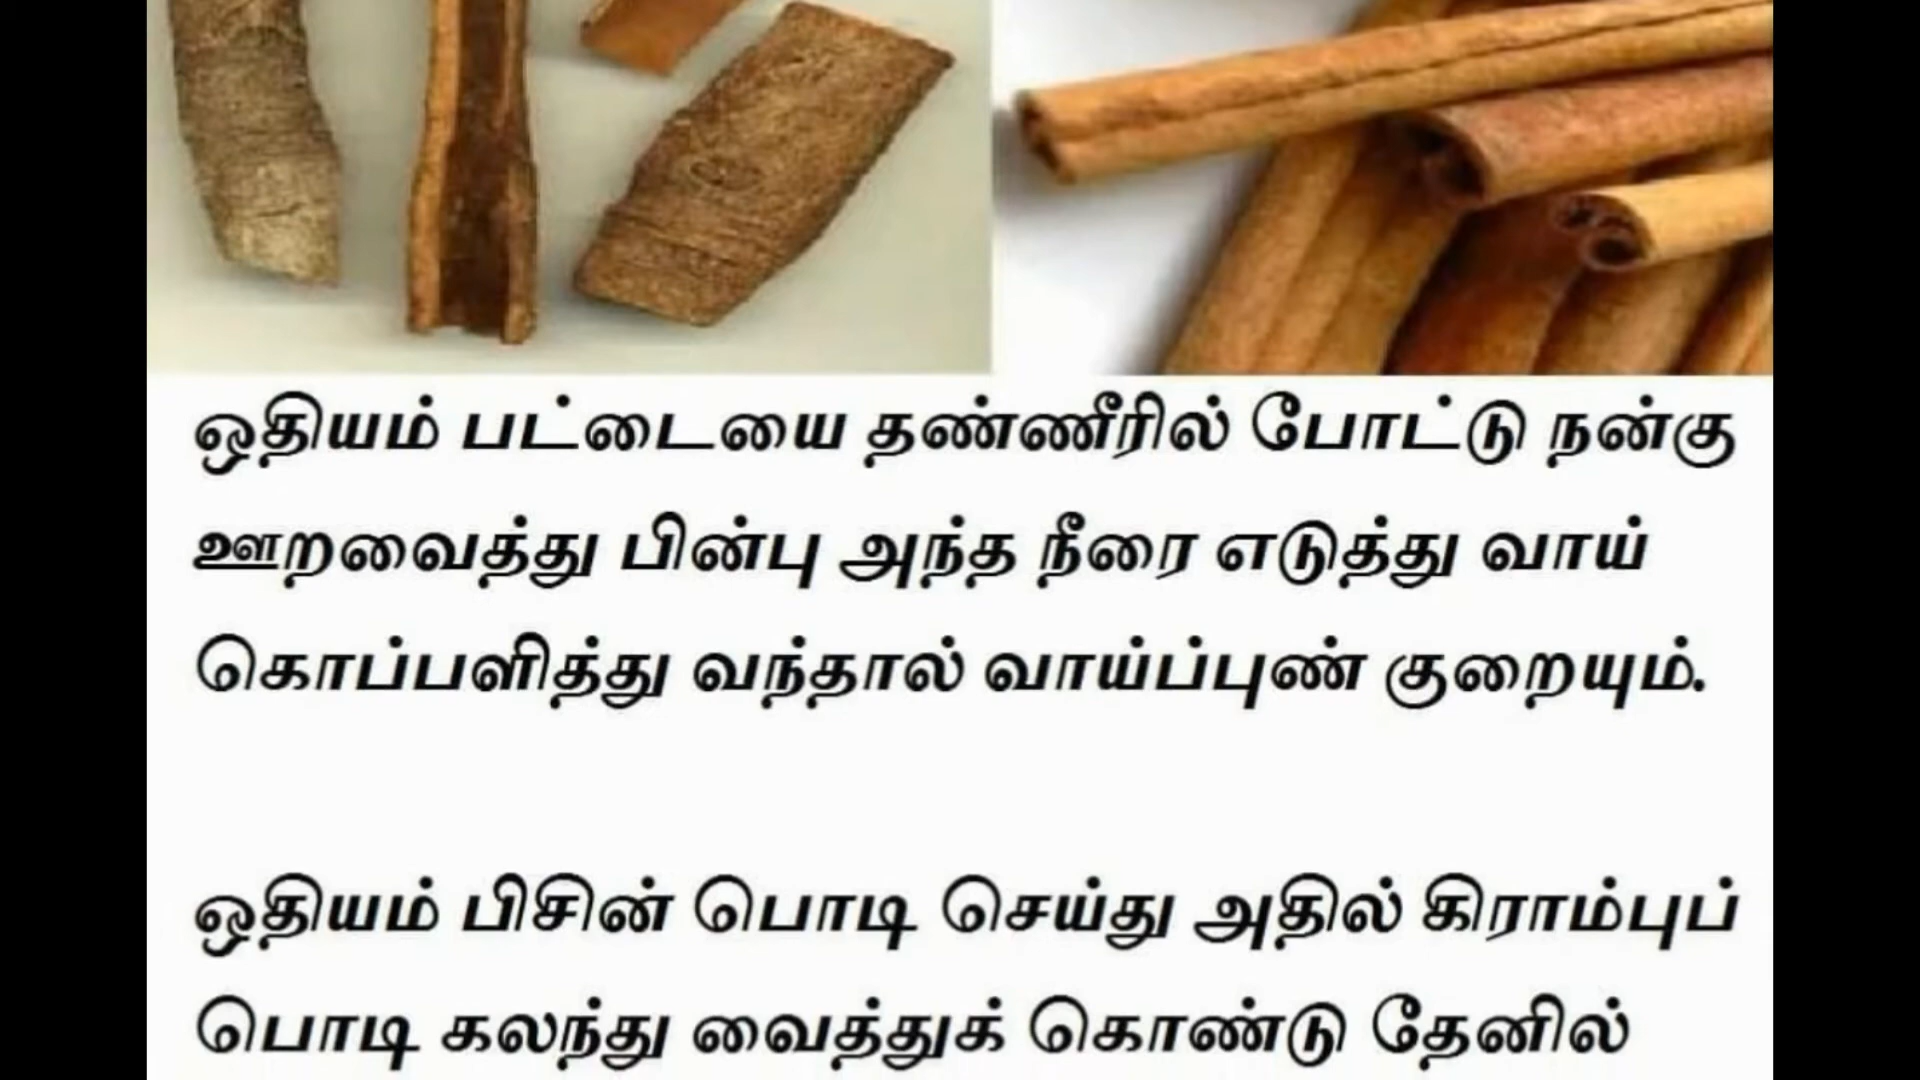 ஒதியம் பட்டையை தண்ணீரில் போட்டு நன்கு
ஊறவைத்து பின்பு அந்த நீரை எடுத்து வாய்
கொப்பளித்து வந்தால் வாய்ப்புண் குறையும்.
ஒதியம் பிசின் பொடி செய்து அதில் கிராம்புப்
பொடி கலந்து வைத்துக் கொண்டு தேனில்